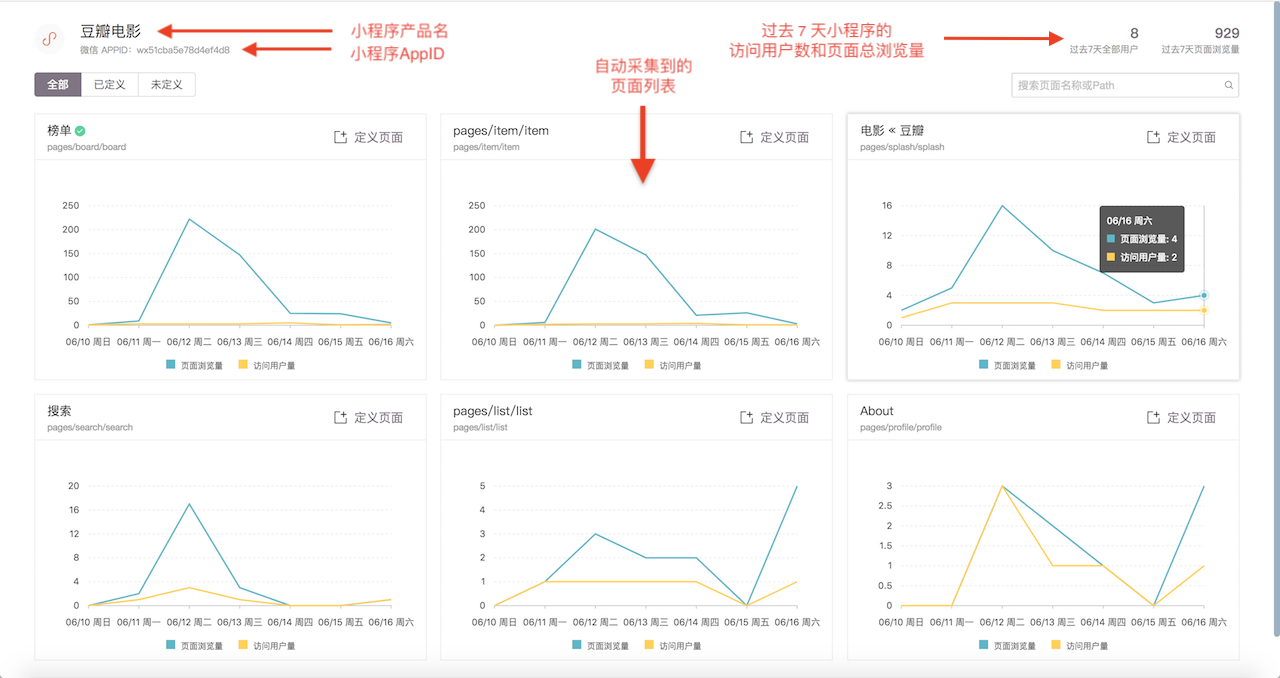 豆瓣电影
微信 APPID: wx51cba5e78d4ef4d8
小程序产品名
小程序AppID
自动采集到的
页面列表
过去 7 天小程序的
访问用户数和页面总浏览量
8
过去7天全部用户
929
过去7天页面浏览量
全部
已定义
未定义
搜索页面名称或Path
榜单
pages/board/board
定义页面
250
200
150
100
50
0
06/10 周日 06/11 周一 06/12 周二 06/13 周三 06/14 周四 06/15 周五 06/16 周六
页面浏览量 访问用户量
pages/item/item
pages/item/item
定义页面
250
200
150
100
50
0
06/10 周日 06/11 周一 06/12 周二 06/13 周三 06/14 周四 06/15 周五 06/16 周六
页面浏览量 访问用户量
电影 « 豆瓣
pages/splash/splash
定义页面
16
12
8
4
0
06/16 周六
页面浏览量: 4
访问用户量: 2
06/10 周日 06/11 周一 06/12 周二 06/13 周三 06/14 周四 06/15 周五 06/16 周六
页面浏览量 访问用户量
搜索
pages/search/search
定义页面
20
16
12
8
4
0
06/10 周日 06/11 周一 06/12 周二 06/13 周三 06/14 周四 06/15 周五 06/16 周六
页面浏览量 访问用户量
pages/list/list
pages/list/list
定义页面
5
4
3
2
1
0
06/10 周日 06/11 周一 06/12 周二 06/13 周三 06/14 周四 06/15 周五 06/16 周六
页面浏览量 访问用户量
About
pages/profile/profile
定义页面
3
2.5
2
1.5
1
0.5
0
06/10 周日 06/11 周一 06/12 周二 06/13 周三 06/14 周四 06/15 周五 06/16 周六
页面浏览量 访问用户量